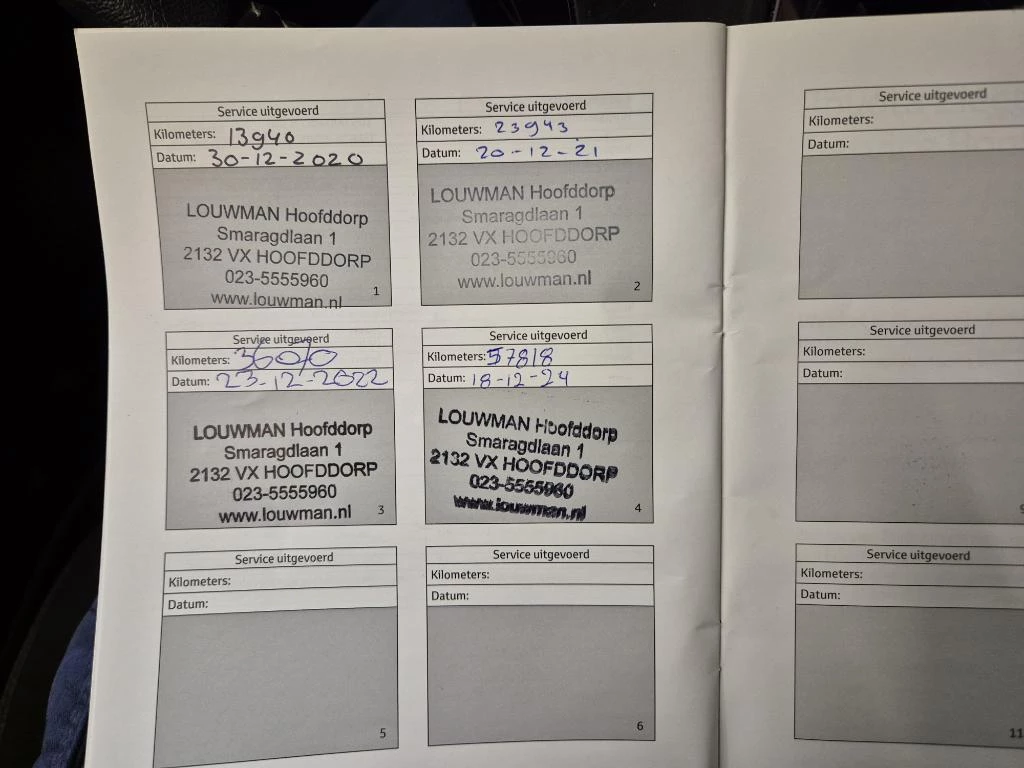 Service uitgevoerd
Kilometers: 13940
Datum: 30-12-2020
LOUWMAN Hoofddorp
Smaragdlaan 1
2132 VX HOOFDDORP
023-5555960
www.louwman.nl
1
Service uitgevoerd
Kilometers: 23943
Datum: 20-12-21
LOUWMAN Hoofddorp
Smaragdlaan 1
2132 VX HOOFDDORP
023-5555960
www.louwman.nl
2
Service uitgevoerd
Kilometers: 36010
Datum: 23-12-2022
LOUWMAN Hoofddorp
Smaragdlaan 1
2132 VX HOOFDDORP
023-5555960
www.louwman.nl
3
Service uitgevoerd
Kilometers: 57818
Datum: 18-12-24
LOUWMAN Hoofddorp
Smaragdlaan 1
2132 VX HOOFDDORP
023-5555960
www.louwman.nl
4
Service uitgevoerd
Kilometers:
Datum:
5
Service uitgevoerd
Kilometers:
Datum:
6
Service uitgevoerd
Kilometers:
Datum:
Service uitgevoerd
Kilometers:
Datum:
9
Service uitgevoerd
Kilometers:
Datum:
11